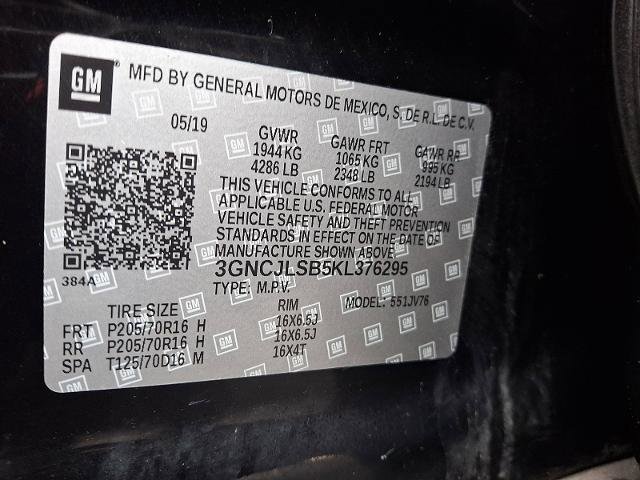 GM
MFD BY GENERAL MOTORS DE MEXICO, S. DE R.L. DE C.V.
05/19 GVWR GAWR FRT GAWR RR
1944 KG 1065 KG 995 KG
4286 LB 2348 LB 2194 LB
THIS VEHICLE CONFORMS TO ALL
APPLICABLE U.S. FEDERAL MOTOR
VEHICLE SAFETY AND THEFT PREVENTION
STANDARDS IN EFFECT ON THE DATE OF
MANUFACTURE SHOWN ABOVE.
384A 3GNCJLSB5KL376295
TYPE: M.P.V. MODEL: 551JV76
TIRE SIZE RIM
FRT P205/70R16 H 16X6.5J
RR P205/70R16 H 16X6.5J
SPA T125/70D16 M 16X4T